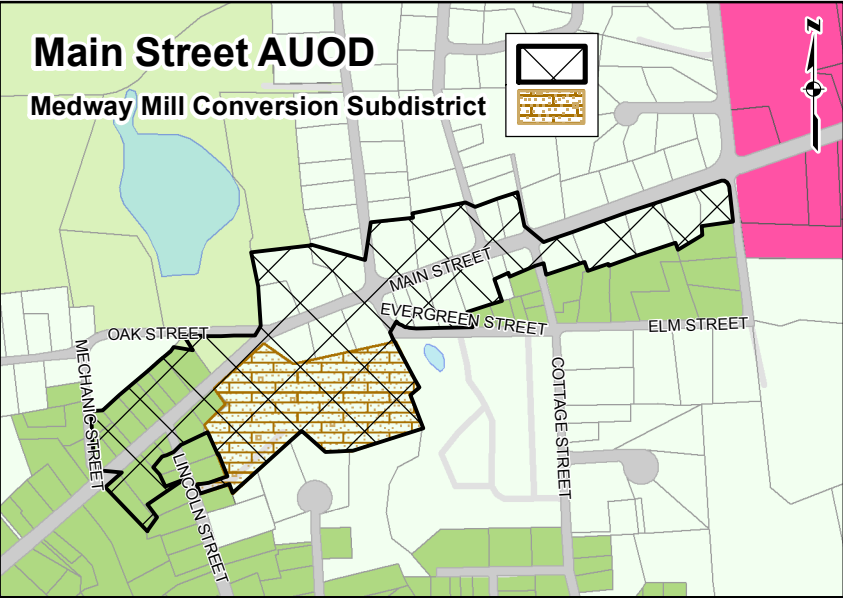 Main Street AUOD
Medway Mill Conversion Subdistrict
N
MAIN STREET
EVERGREEN STREET
OAK STREET
ELM STREET
MECHANIC STREET
COTTAGE STREET
LINCOLN STREET